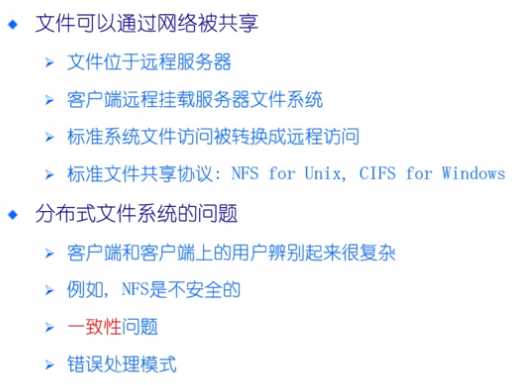 文件可以通过网络被共享
文件位于远程服务器
客户端远程挂载服务器文件系统
标准系统文件访问被转换成远程访问
标准文件共享协议: NFS for Unix, CIFS for Windows
分布式文件系统的问题
客户端和客户端上的用户辨别起来很复杂
例如, NFS是不安全的
一致性问题
错误处理模式